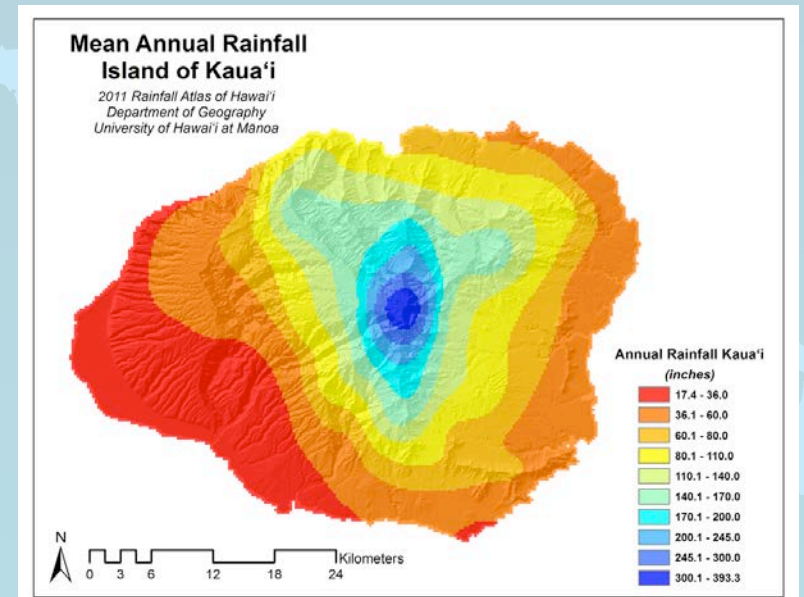 Mean Annual Rainfall
Island of Kaua‘i
2011 Rainfall Atlas of Hawai‘i
Department of Geography
University of Hawai‘i at Mānoa
Annual Rainfall Kaua‘i
(inches)
17.4 - 36.0
36.1 - 60.0
60.1 - 80.0
80.1 - 110.0
110.1 - 140.0
140.1 - 170.0
170.1 - 200.0
200.1 - 245.0
245.1 - 300.0
300.1 - 393.3
N
Kilometers
0 3 6 12 18 24